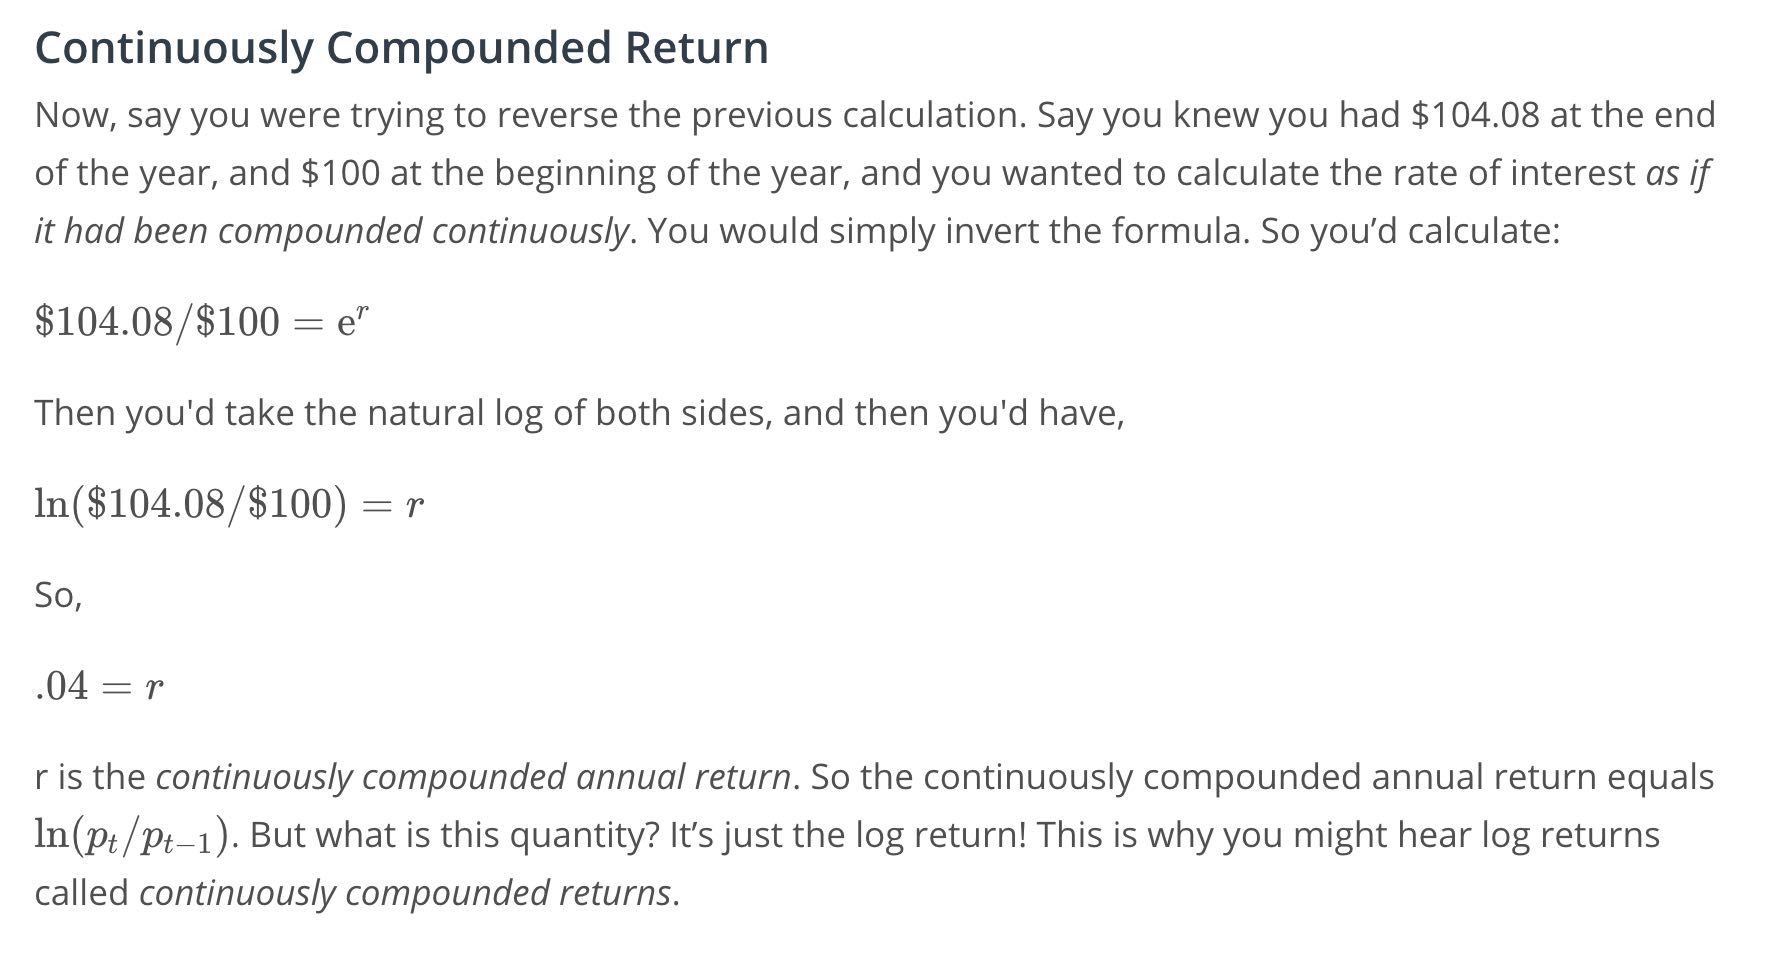 Continuously Compounded Return
Now, say you were trying to reverse the previous calculation. Say you knew you had $104.08 at the end
of the year, and $100 at the beginning of the year, and you wanted to calculate the rate of interest as if
it had been compounded continuously. You would simply invert the formula. So you’d calculate:
$104.08/$100 = eʳ
Then you'd take the natural log of both sides, and then you'd have,
ln($104.08/$100) = r
So,
.04 = r
r is the continuously compounded annual return. So the continuously compounded annual return equals
ln(pₜ/pₜ₋₁). But what is this quantity? It’s just the log return! This is why you might hear log returns
called continuously compounded returns.